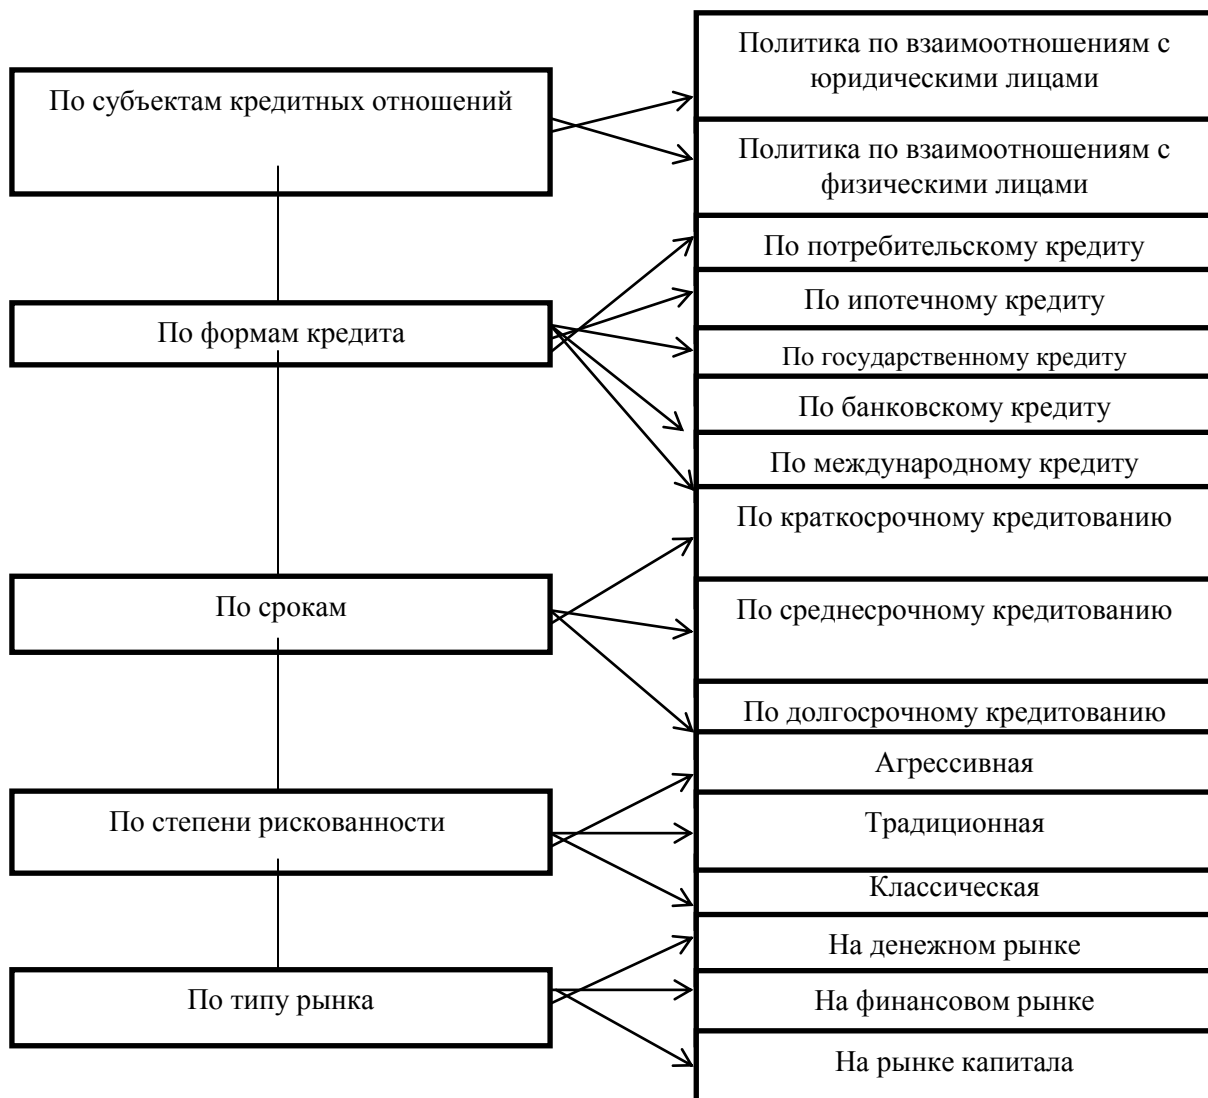 По субъектам кредитных отношений
Политика по взаимоотношениям с
юридическими лицами
Политика по взаимоотношениям с
физическими лицами
По формам кредита
По потребительскому кредиту
По ипотечному кредиту
По государственному кредиту
По банковскому кредиту
По международному кредиту
По срокам
По краткосрочному кредитованию
По среднесрочному кредитованию
По долгосрочному кредитованию
По степени рискованности
Агрессивная
Традиционная
Классическая
По типу рынка
На денежном рынке
На финансовом рынке
На рынке капитала